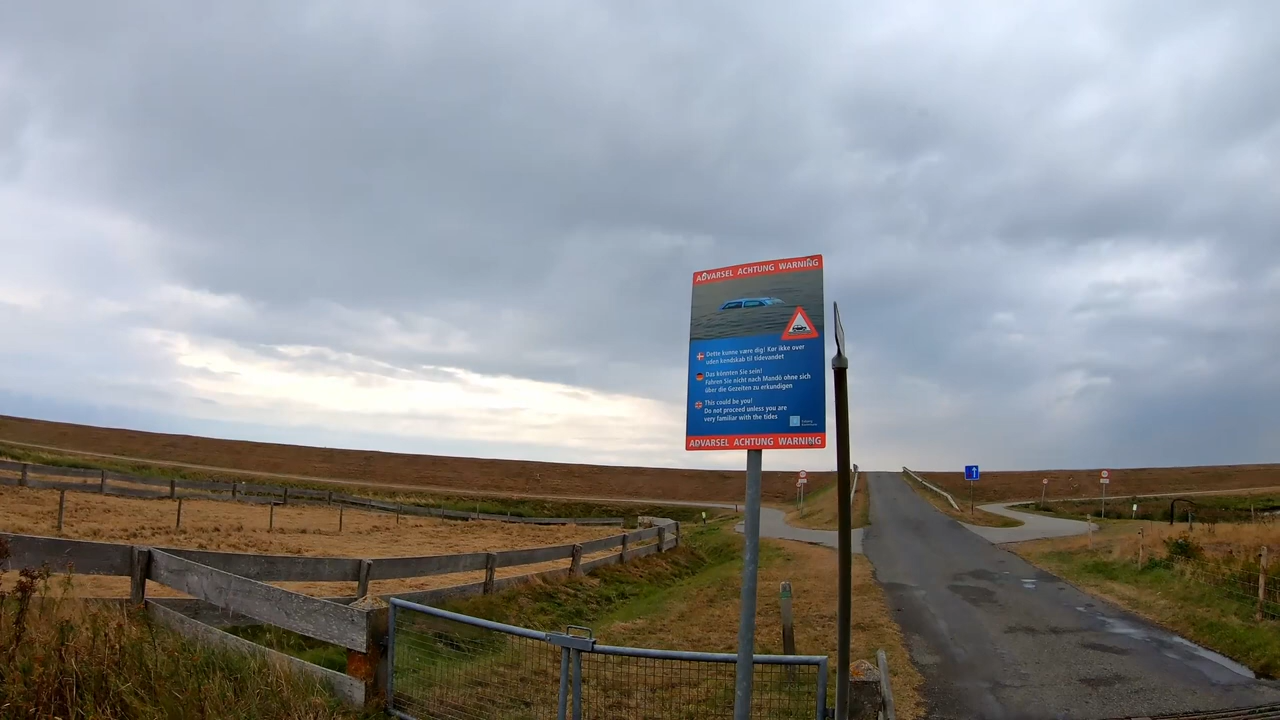 ADVARSEL ACHTUNG WARNING
Dette kunne være dig! Kør ikke over
uden kendskab til tidevandet
Das könnten Sie sein!
Fahren Sie nicht nach Mandö ohne sich
über die Gezeiten zu erkundigen
This could be you!
Do not proceed unless you are
very familiar with the tides
ADVARSEL ACHTUNG WARNING